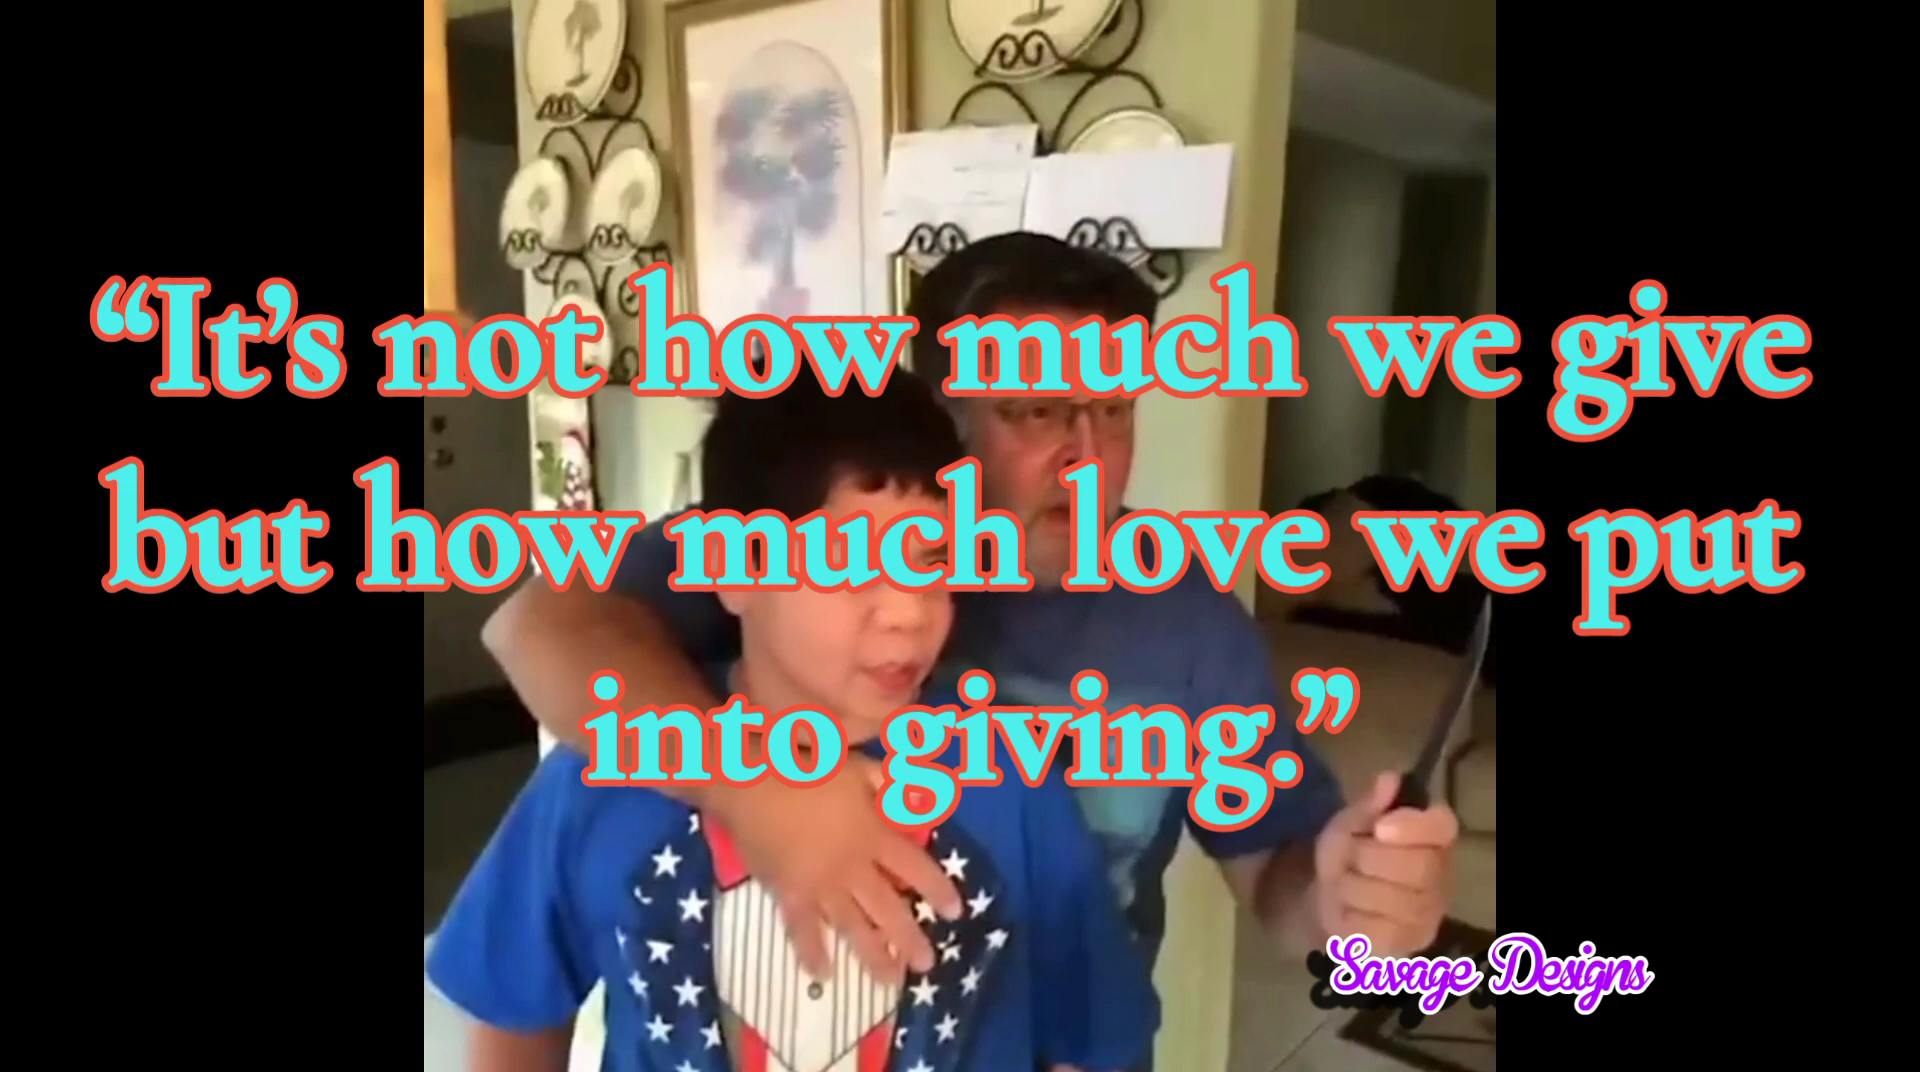 “It’s not how much we give
but how much love we put
into giving.”
Savage Designs